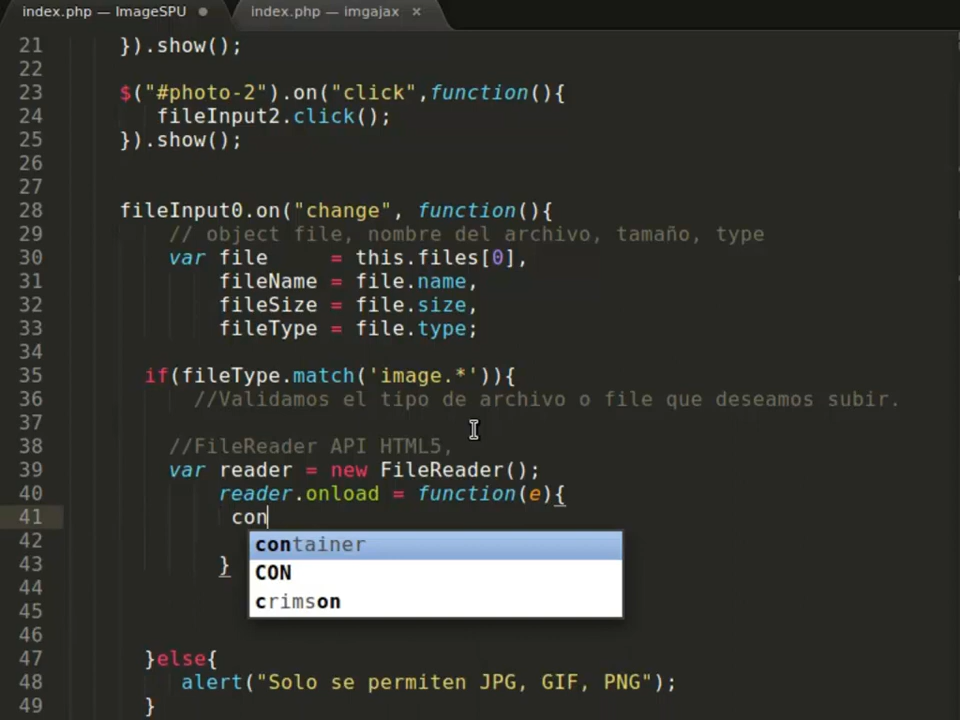 index.php — ImageSPU index.php — imgajax
21 }).show();
22
23 $("#photo-2").on("click",function(){
24 fileInput2.click();
25 }).show();
26
27
28 fileInput0.on("change", function(){
29 // object file, nombre del archivo, tamaño, type
30 var file = this.files[0],
31 fileName = file.name,
32 fileSize = file.size,
33 fileType = file.type;
34
35 if(fileType.match('image.*')){
36 //Validamos el tipo de archivo o file que deseamos subir.
37
38 //FileReader API HTML5,
39 var reader = new FileReader();
40 reader.onload = function(e){
41 con
container
42
CON
43 }
crimson
44
45
46
47 }else{
48 alert("Solo se permiten JPG, GIF, PNG");
49 }